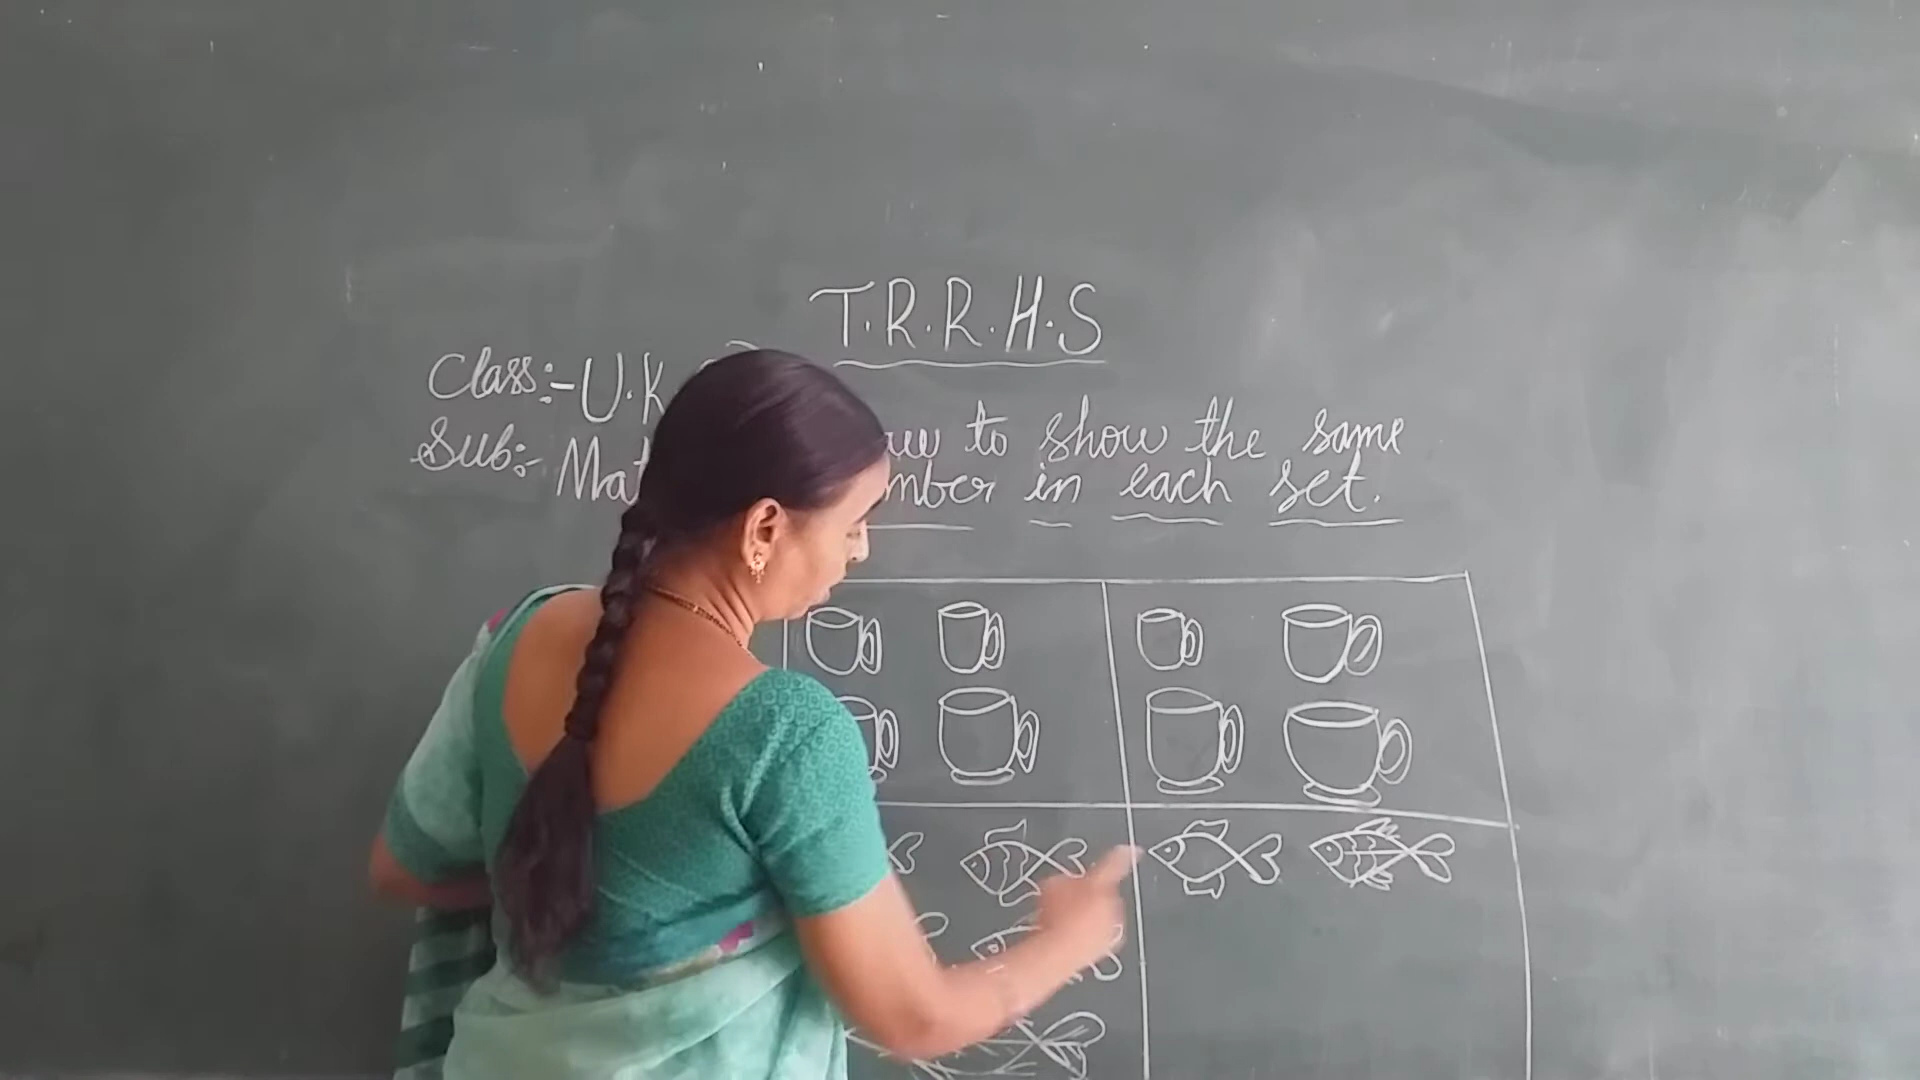 T.R.R.H.S
Class:- U.K
Sub:- Mat
to show the same
mber in each set.